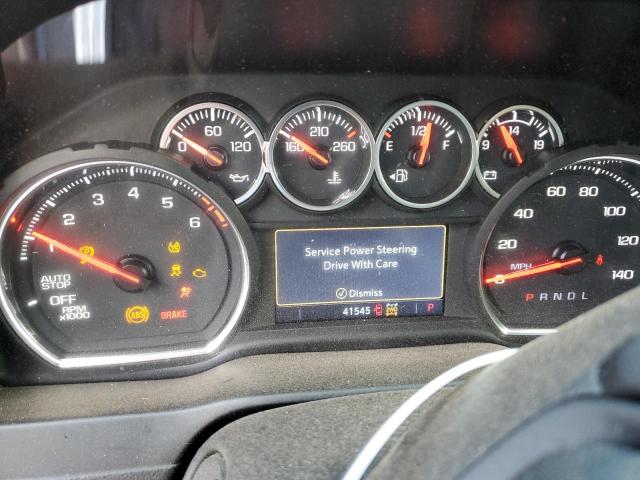 0 60 120
160 210 260
E 1/2 F
9 14 19
1 2 3 4 5 6
AUTO
STOP
OFF
RPM
x1000
ABS
BRAKE
Service Power Steering
Drive With Care
Dismiss
41545 P
0 20 40 60 80 100 120 140
MPH
P R N D L